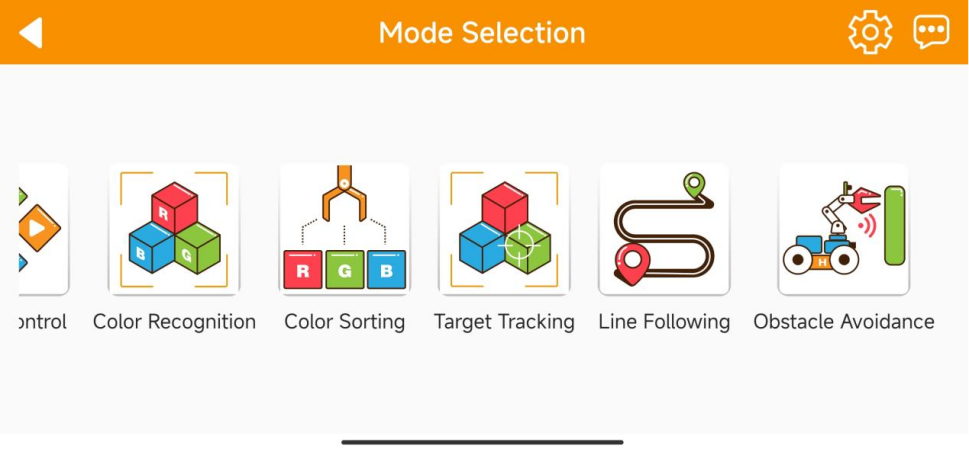 Mode Selection
R
B
G
R
G
B
H
ontrol
Color Recognition
Color Sorting
Target Tracking
Line Following
Obstacle Avoidance